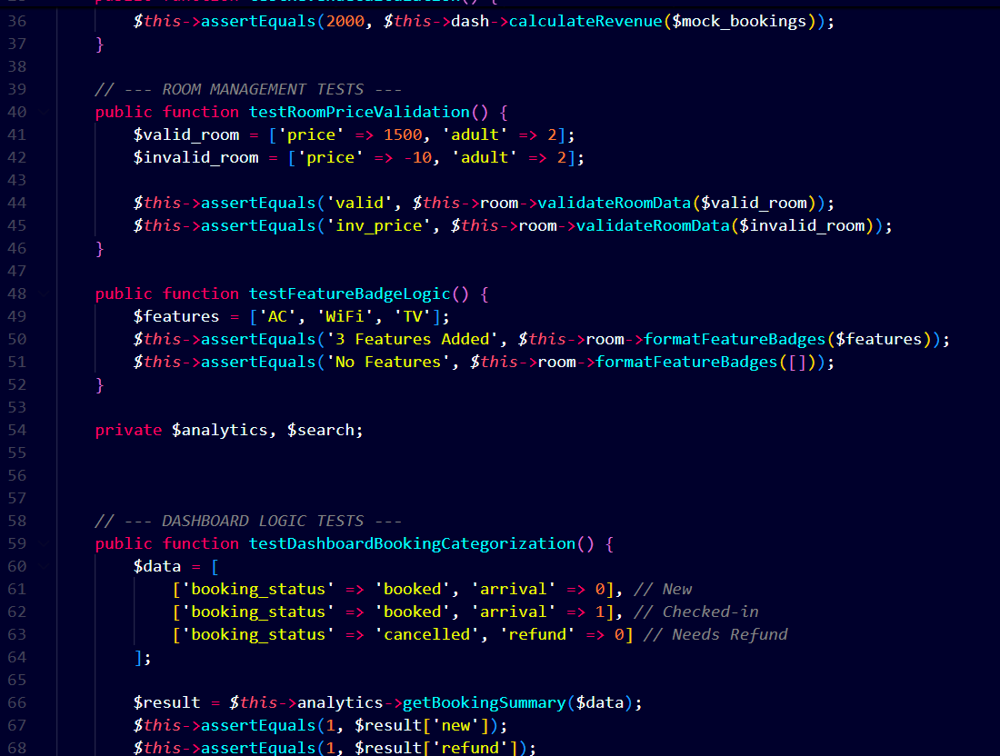 36 $this->assertEquals(2000, $this->dash->calculateRevenue($mock_bookings));
37 }
38
39 // --- ROOM MANAGEMENT TESTS ---
40 public function testRoomPriceValidation() {
41 $valid_room = ['price' => 1500, 'adult' => 2];
42 $invalid_room = ['price' => -10, 'adult' => 2];
43
44 $this->assertEquals('valid', $this->room->validateRoomData($valid_room));
45 $this->assertEquals('inv_price', $this->room->validateRoomData($invalid_room));
46 }
47
48 public function testFeatureBadgeLogic() {
49 $features = ['AC', 'WiFi', 'TV'];
50 $this->assertEquals('3 Features Added', $this->room->formatFeatureBadges($features));
51 $this->assertEquals('No Features', $this->room->formatFeatureBadges([]));
52 }
53
54 private $analytics, $search;
55
56
57
58 // --- DASHBOARD LOGIC TESTS ---
59 public function testDashboardBookingCategorization() {
60 $data = [
61 ['booking_status' => 'booked', 'arrival' => 0], // New
62 ['booking_status' => 'booked', 'arrival' => 1], // Checked-in
63 ['booking_status' => 'cancelled', 'refund' => 0] // Needs Refund
64 ];
65
66 $result = $this->analytics->getBookingSummary($data);
67 $this->assertEquals(1, $result['new']);
68 $this->assertEquals(1, $result['refund']);